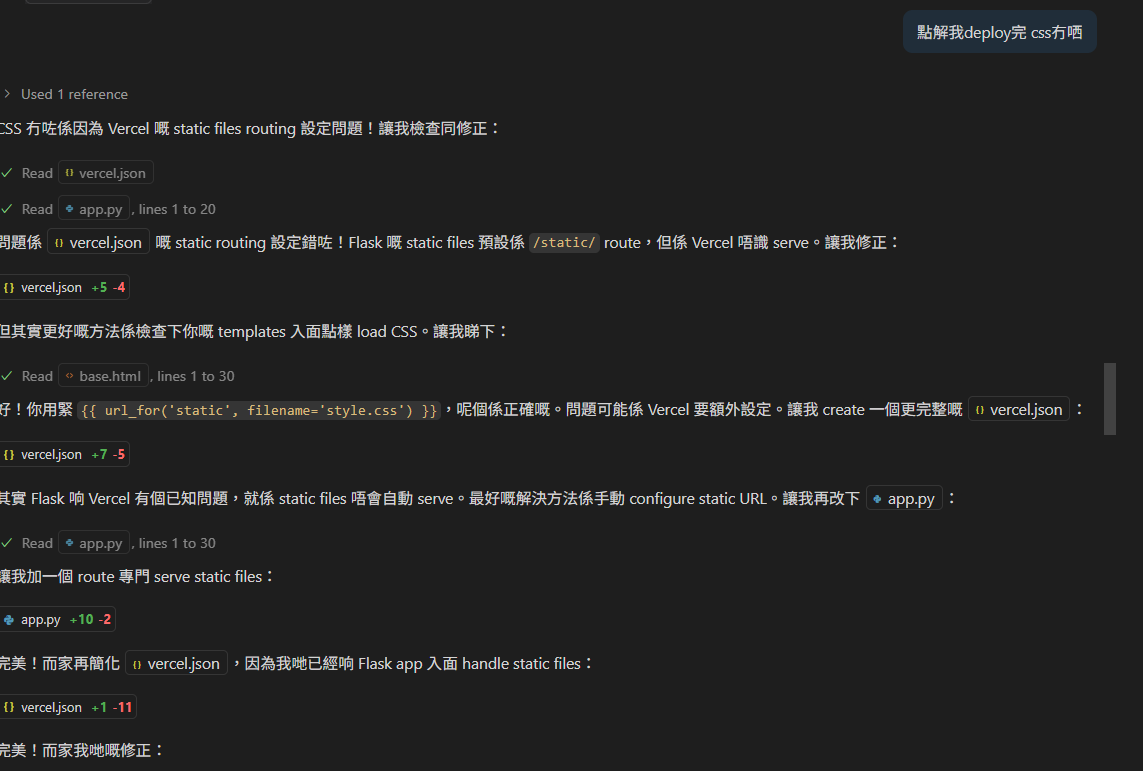 點解我deploy完 css冇哂
Used 1 reference
CSS 冇咗係因為 Vercel 嘅 static files routing 設定問題！讓我檢查同修正：
Read {} vercel.json
Read app.py, lines 1 to 20
問題係 {} vercel.json 嘅 static routing 設定錯咗！Flask 嘅 static files 預設係 /static/ route，但係 Vercel 唔識 serve。讓我修正：
{} vercel.json +5 -4
但其實更好嘅方法係檢查下你嘅 templates 入面點樣 load CSS。讓我睇下：
Read <> base.html, lines 1 to 30
好！你用緊 {{ url_for('static', filename='style.css') }}，呢個係正確嘅。問題可能係 Vercel 要額外設定。讓我 create 一個更完整嘅 {} vercel.json：
{} vercel.json +7 -5
其實 Flask 响 Vercel 有個已知問題，就係 static files 唔會自動 serve。最好嘅解決方法係手動 configure static URL。讓我再改下 app.py：
Read app.py, lines 1 to 30
讓我加一個 route 專門 serve static files：
app.py +10 -2
完美！而家再簡化 {} vercel.json，因為我哋已經响 Flask app 入面 handle static files：
{} vercel.json +1 -11
完美！而家我哋嘅修正：